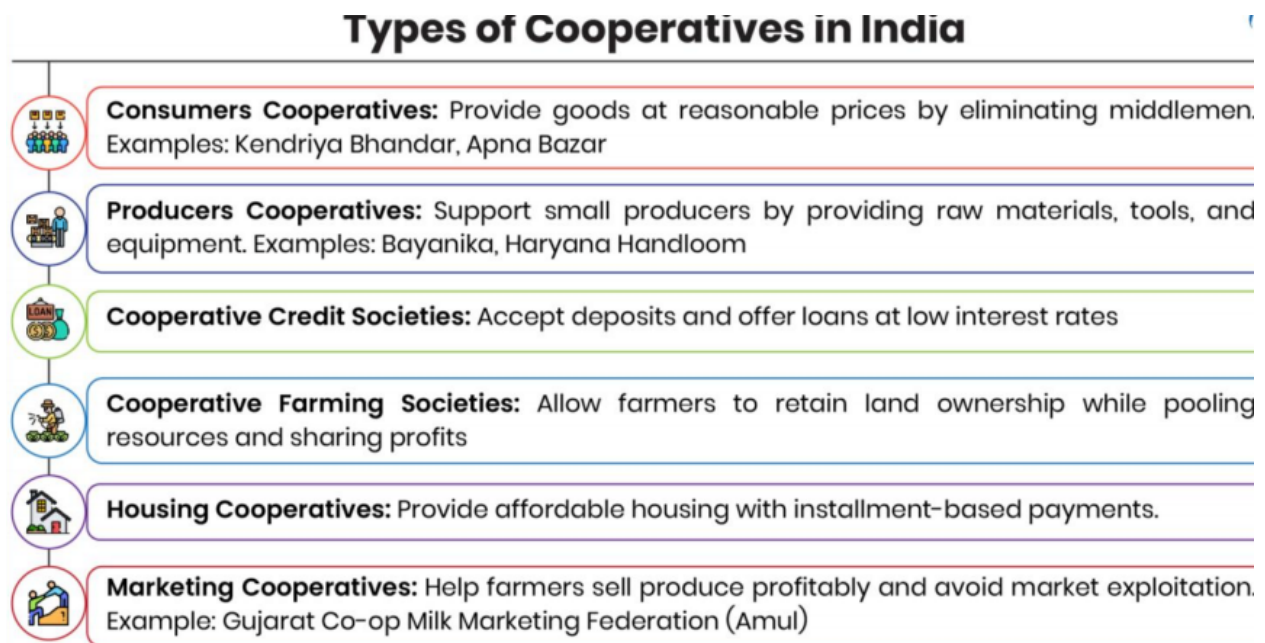 Types of Cooperatives in India
Consumers Cooperatives: Provide goods at reasonable prices by eliminating middlemen.
Examples: Kendriya Bhandar, Apna Bazar
Producers Cooperatives: Support small producers by providing raw materials, tools, and
equipment. Examples: Bayanika, Haryana Handloom
LOAN
Cooperative Credit Societies: Accept deposits and offer loans at low interest rates
Cooperative Farming Societies: Allow farmers to retain land ownership while pooling
resources and sharing profits
Housing Cooperatives: Provide affordable housing with installment-based payments.
Marketing Cooperatives: Help farmers sell produce profitably and avoid market exploitation.
Example: Gujarat Co-op Milk Marketing Federation (Amul)